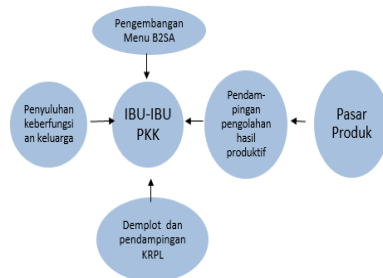 Pengembangan
Menu B2SA
Penyuluhan
keberfungsi
an keluarga
IBU-IBU
PKK
Pendam-
pingan
pengolahan
hasil
produktif
Pasar
Produk
Demplot dan
pendampingan
KRPL